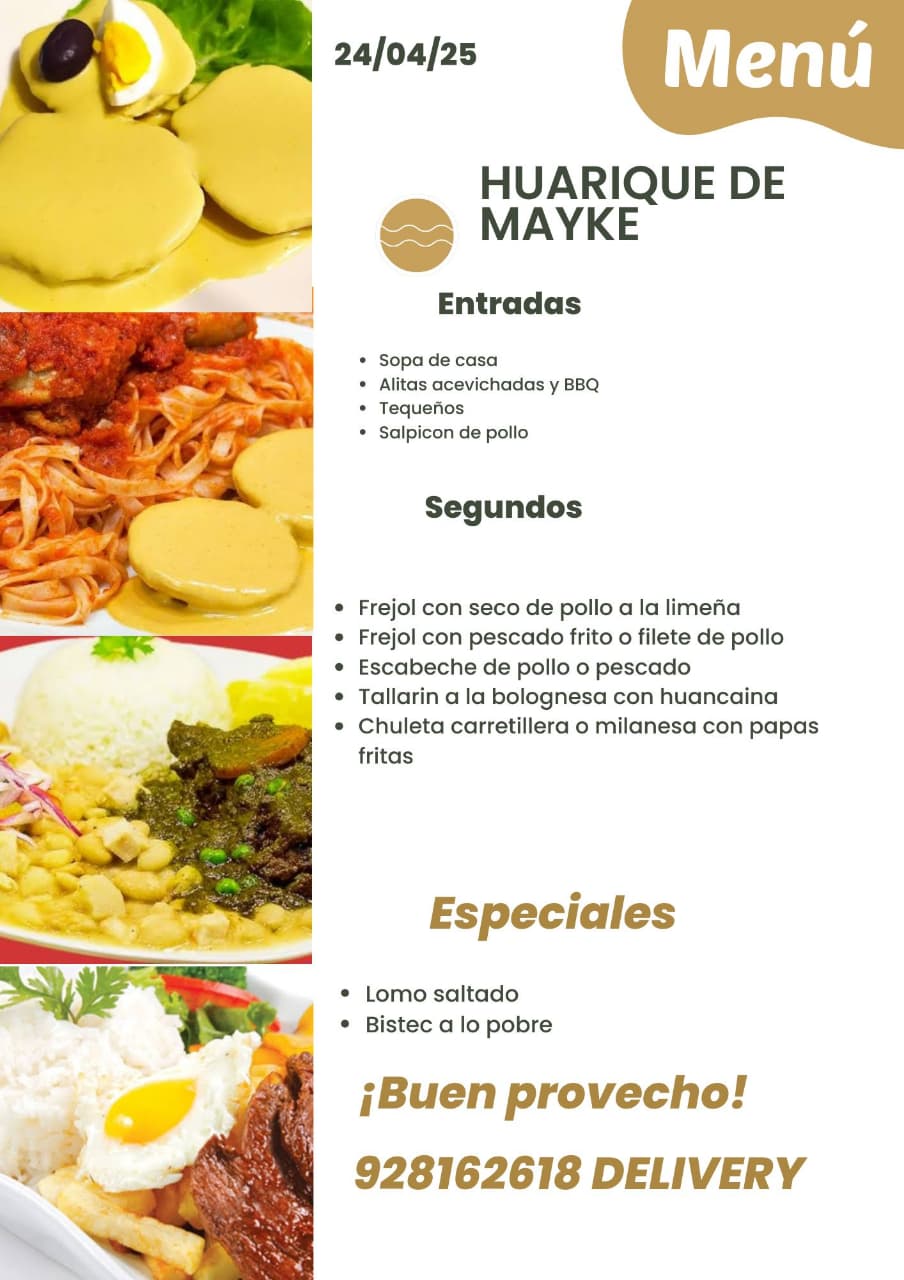 24/04/25
Menú
HUARIQUE DE
MAYKE
Entradas
• Sopa de casa
• Alitas acevichadas y BBQ
• Tequeños
• Salpicon de pollo
Segundos
• Frejol con seco de pollo a la limeña
• Frejol con pescado frito o filete de pollo
• Escabeche de pollo o pescado
• Tallarin a la bolognesa con huancaina
• Chuleta carretillera o milanesa con papas
fritas
Especiales
• Lomo saltado
• Bistec a lo pobre
¡Buen provecho!
928162618 DELIVERY